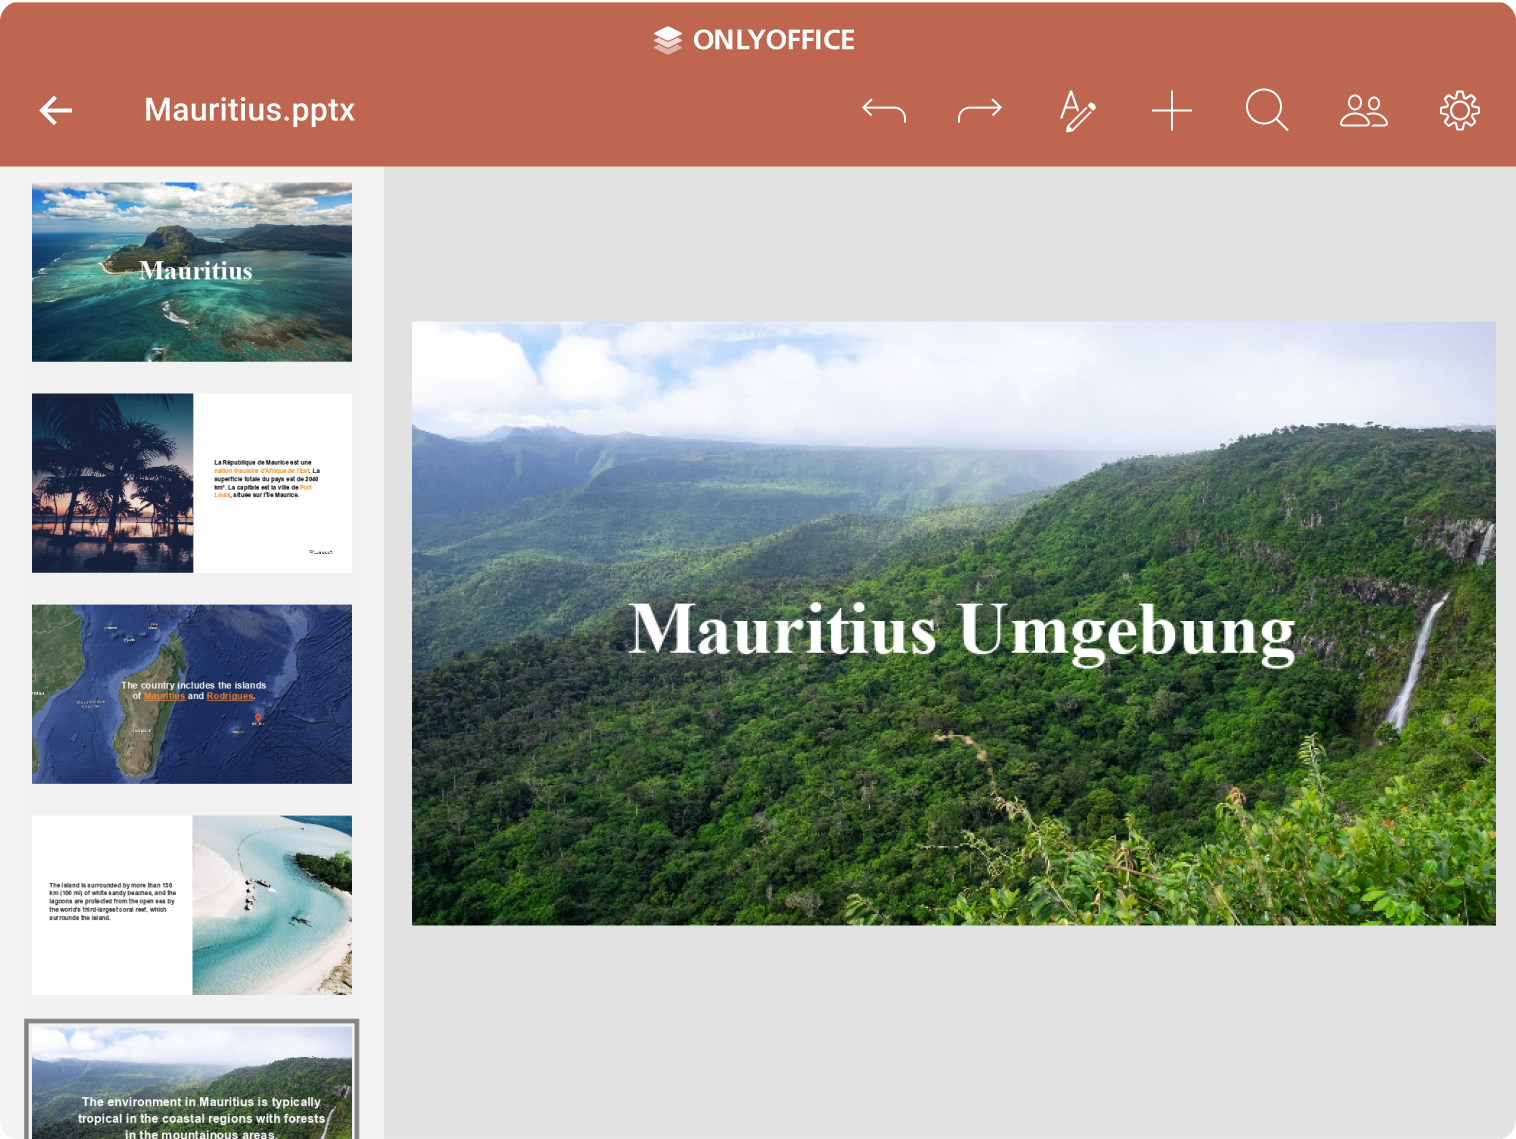 ONLYOFFICE
Mauritius.pptx
Mauritius
La République de Maurice est une
nation insulaire d'Afrique de l'Est. La
superficie totale du pays est de 2040
km². La capitale est la ville de Port
Louis, située sur l'île Maurice.
The country includes the islands
of Mauritius and Rodrigues.
The island is surrounded by more than 150
km (100 mi) of white sandy beaches, and the
lagoons are protected from the open sea by
the world's third-largest coral reef, which
surrounds the island.
The environment in Mauritius is typically
tropical in the coastal regions with forests
in the mountainous areas.
Mauritius Umgebung